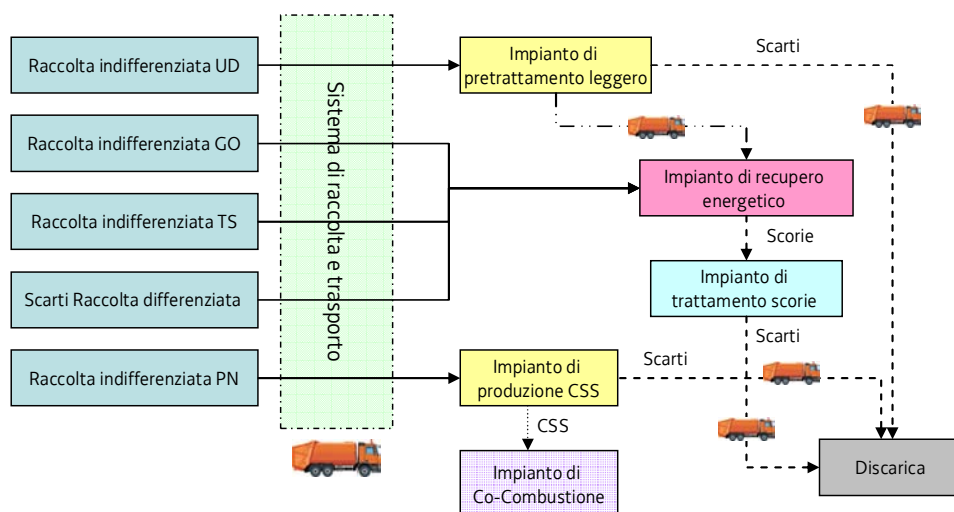 Raccolta indifferenziata UD
Raccolta indifferenziata GO
Raccolta indifferenziata TS
Scarti Raccolta differenziata
Raccolta indifferenziata PN
Sistema di raccolta e trasporto
Impianto di
pretrattamento leggero
Scarti
Impianto di recupero
energetico
Scorie
Impianto di
trattamento scorie
Scarti
Impianto di
produzione CSS
Scarti
CSS
Impianto di
Co-Combustione
Discarica